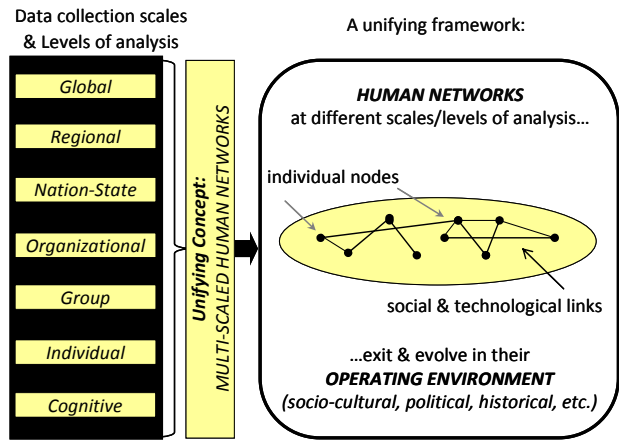 Data collection scales
& Levels of analysis
Global
Regional
Nation-State
Organizational
Group
Individual
Cognitive
Unifying Concept:
MULTI-SCALED HUMAN NETWORKS
A unifying framework:
HUMAN NETWORKS
at different scales/levels of analysis…
individual nodes
social & technological links
…exit & evolve in their
OPERATING ENVIRONMENT
(socio-cultural, political, historical, etc.)